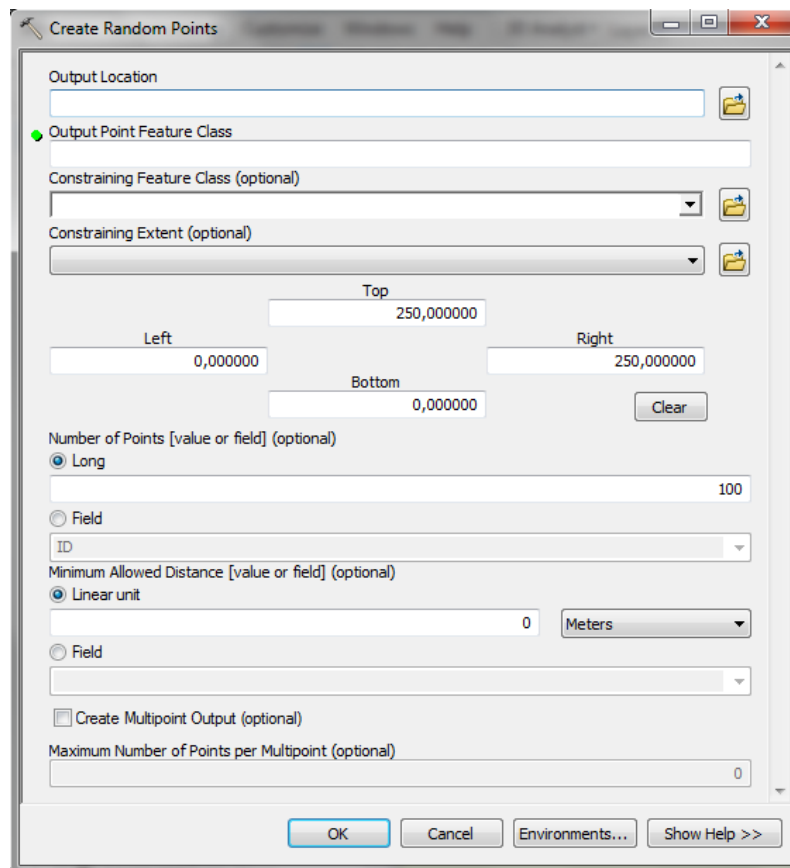 Create Random Points
Customize Windows Help
Output Location
Output Point Feature Class
Constraining Feature Class (optional)
Constraining Extent (optional)
Top
250,000000
Left Right
0,000000 250,000000
Bottom
0,000000
Clear
Number of Points [value or field] (optional)
Long
100
Field
ID
Minimum Allowed Distance [value or field] (optional)
Linear unit
0 Meters
Field
Create Multipoint Output (optional)
Maximum Number of Points per Multipoint (optional)
0
OK Cancel Environments... Show Help >>